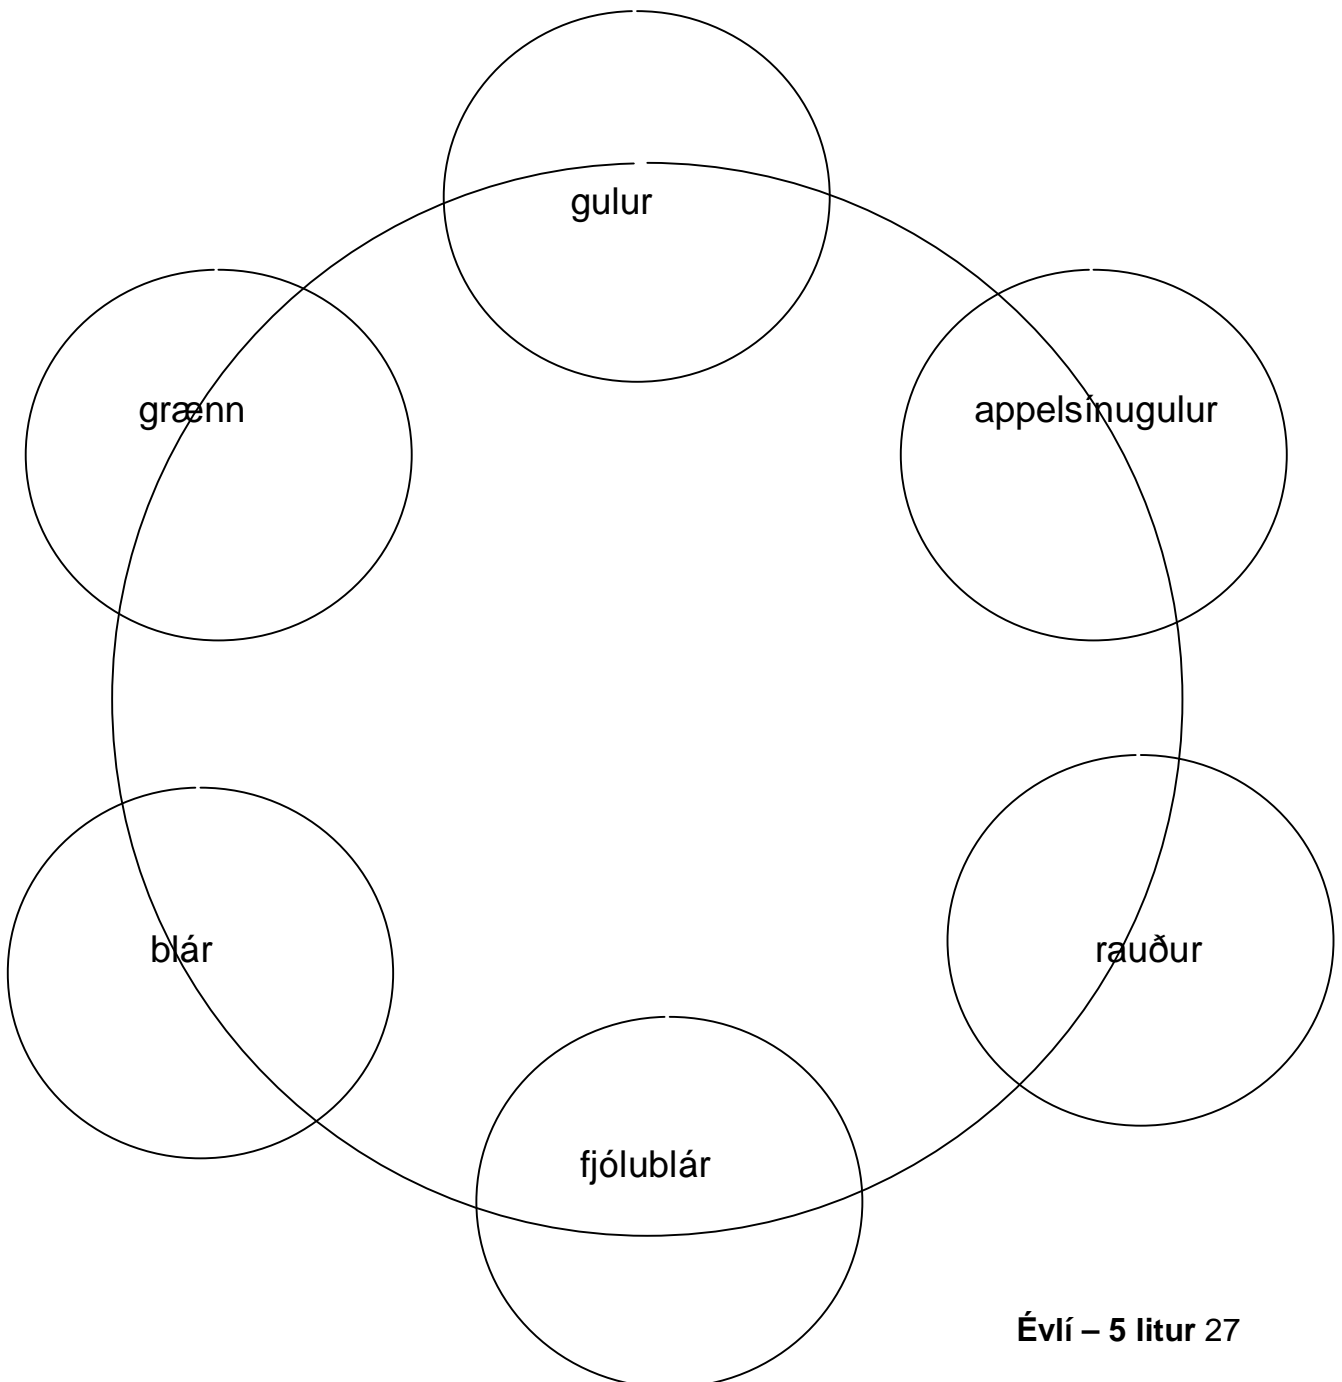 gulur
grænn
appelsínugulur
blár
rauður
fjólublár
Évlí – 5 litur 27